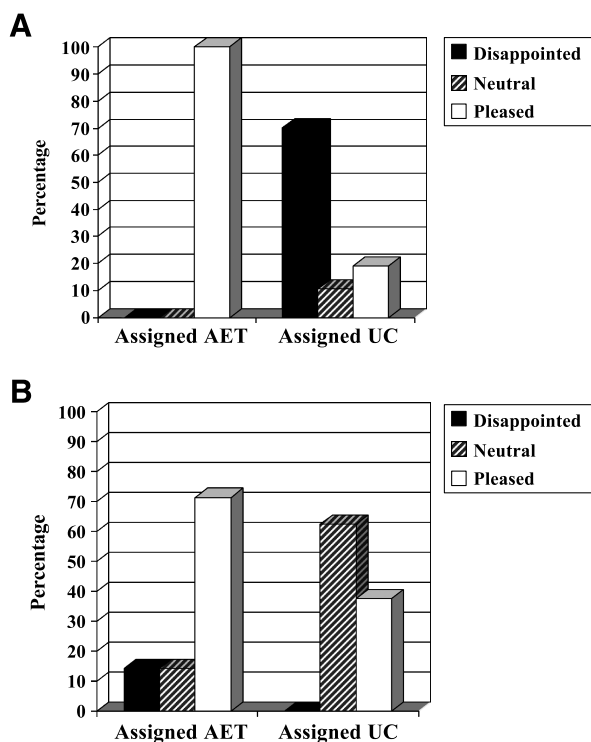 A
Percentage
100
90
80
70
60
50
40
30
20
10
0
Assigned AET
Assigned UC
Disappointed
Neutral
Pleased
B
Percentage
100
90
80
70
60
50
40
30
20
10
0
Assigned AET
Assigned UC
Disappointed
Neutral
Pleased